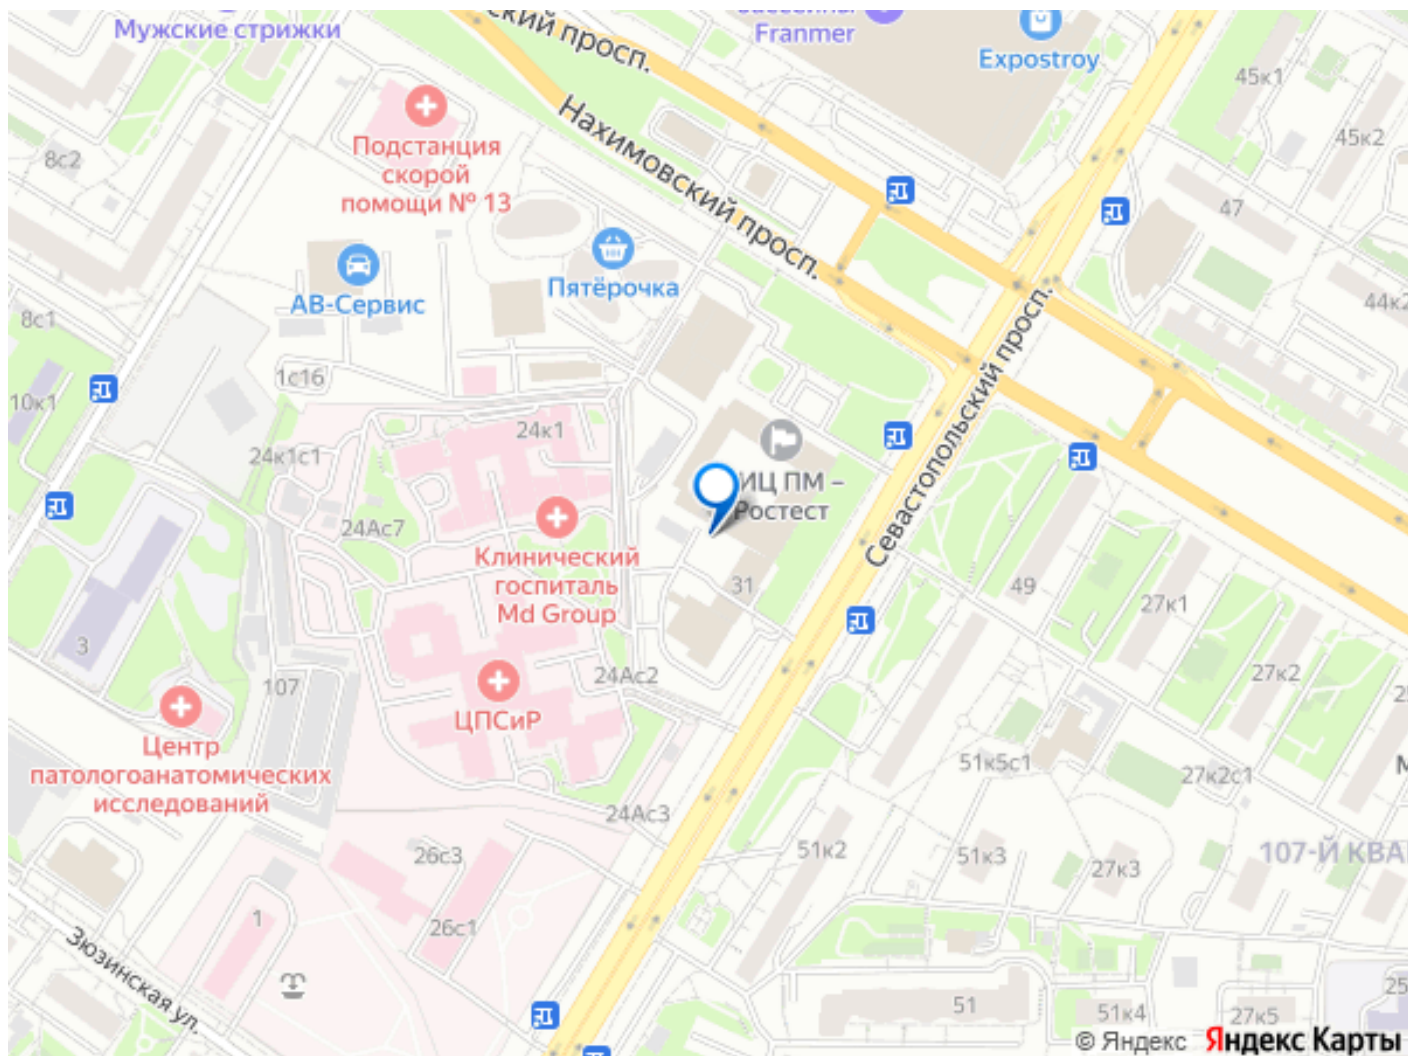 Мужские стрижки
Franmer
Expostroy
ский просп.
45к1
45к2
8с2
Подстанция
скорой
помощи № 13
Нахимовский просп.
47
Пятёрочка
АВ-Сервис
44к2
8с1
1с16
10к1
24к1
24к1с1
Севастопольский просп.
ИЦ ПМ –
Ростест
24Ас7
Клинический
госпиталь
Md Group
31
49
27к1
3
24Ас2
27к2
107
ЦПСиР
Центр
патологоанатомических
исследований
51к5с1
27к2с1
24Ас3
26с3
51к2
51к3
27к3
107-Й КВА
1
26с1
Зюзинская ул.
51
51к4
27к5
25
© Яндекс Яндекс Карты